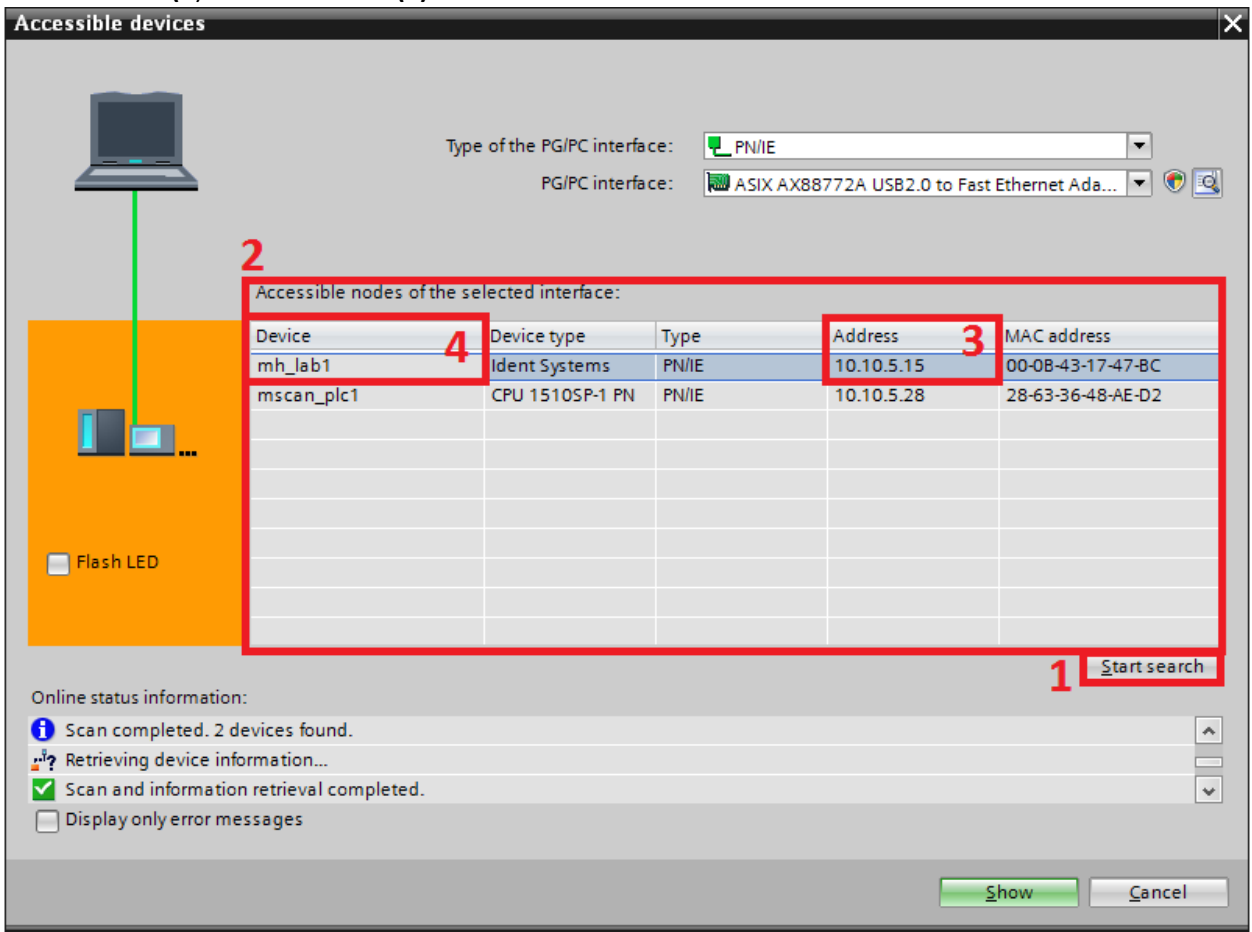 Accessible devices
Type of the PG/PC interface: PN/IE
PG/PC interface: ASIX AX88772A USB2.0 to Fast Ethernet Ada...
2
Accessible nodes of the selected interface:
Device 4 Device type Type Address 3 MAC address
mh_lab1 Ident Systems PN/IE 10.10.5.15 00-0B-43-17-47-BC
mscan_plc1 CPU 1510SP-1 PN PN/IE 10.10.5.28 28-63-36-48-AE-D2
...
Flash LED
1 Start search
Online status information:
Scan completed. 2 devices found.
? Retrieving device information...
Scan and information retrieval completed.
Display only error messages
Show Cancel